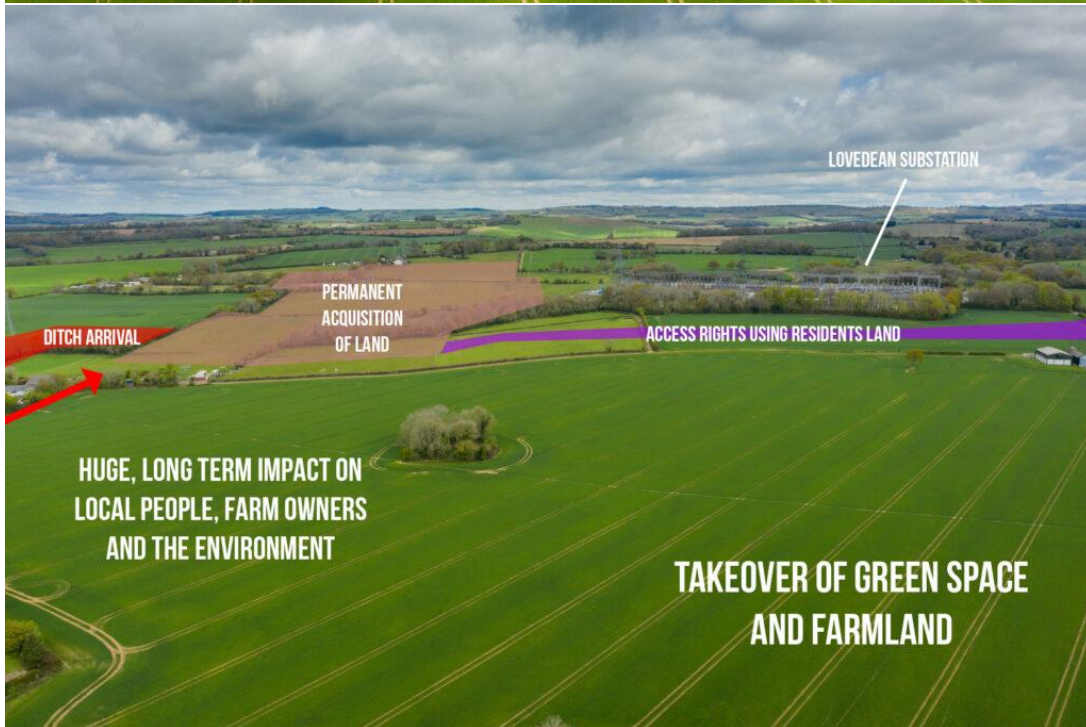 LOVEDEAN SUBSTATION
PERMANENT
ACQUISITION
OF LAND
DITCH ARRIVAL
ACCESS RIGHTS USING RESIDENTS LAND
HUGE, LONG TERM IMPACT ON
LOCAL PEOPLE, FARM OWNERS
AND THE ENVIRONMENT
TAKEOVER OF GREEN SPACE
AND FARMLAND